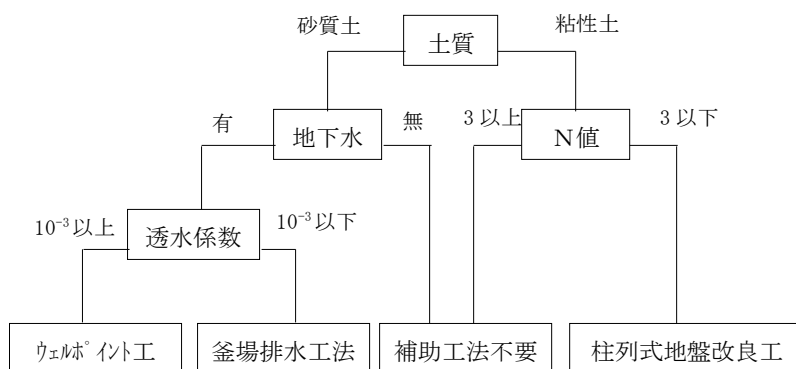 砂質土
土質
粘性土
有
地下水
無
3以上
N値
3以下
10⁻³以上
透水係数
10⁻³以下
ｳｪﾙﾎﾟｲﾝﾄ工
釜場排水工法
補助工法不要
柱列式地盤改良工